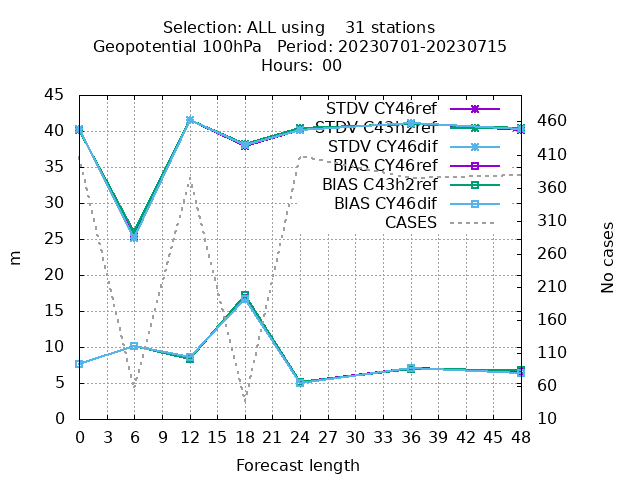 Selection: ALL using 31 stations
Geopotential 100hPa Period: 20230701-20230715
Hours: 00
STDV CY46ref
STDV C43h2ref
STDV CY46dif
BIAS CY46ref
BIAS C43h2ref
BIAS CY46dif
CASES
45
40
35
30
25
20
15
10
5
0
m
460
410
360
310
260
210
160
110
60
10
No cases
0 3 6 9 12 15 18 21 24 27 30 33 36 39 42 45 48
Forecast length